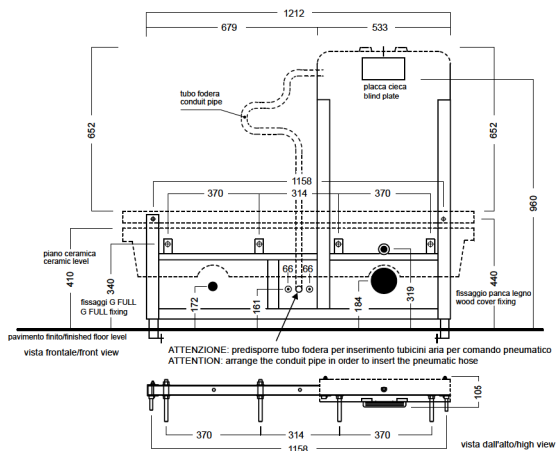 1212
679
533
tubo fodera
conduit pipe
placca cieca
blind plate
652
652
960
1158
370
314
370
piano ceramica
ceramic level
410
340
fissaggi G FULL
G FULL fixing
172
161
66
66
184
319
440
fissaggio panca legno
wood cover fixing
pavimento finito/finished floor level
vista frontale/front view
ATTENZIONE: predisporre tubo fodera per inserimento tubicini aria per comando pneumatico
ATTENTION: arrange the conduit pipe in order to insert the pneumatic hose
105
370
314
370
1158
vista dall'alto/high view